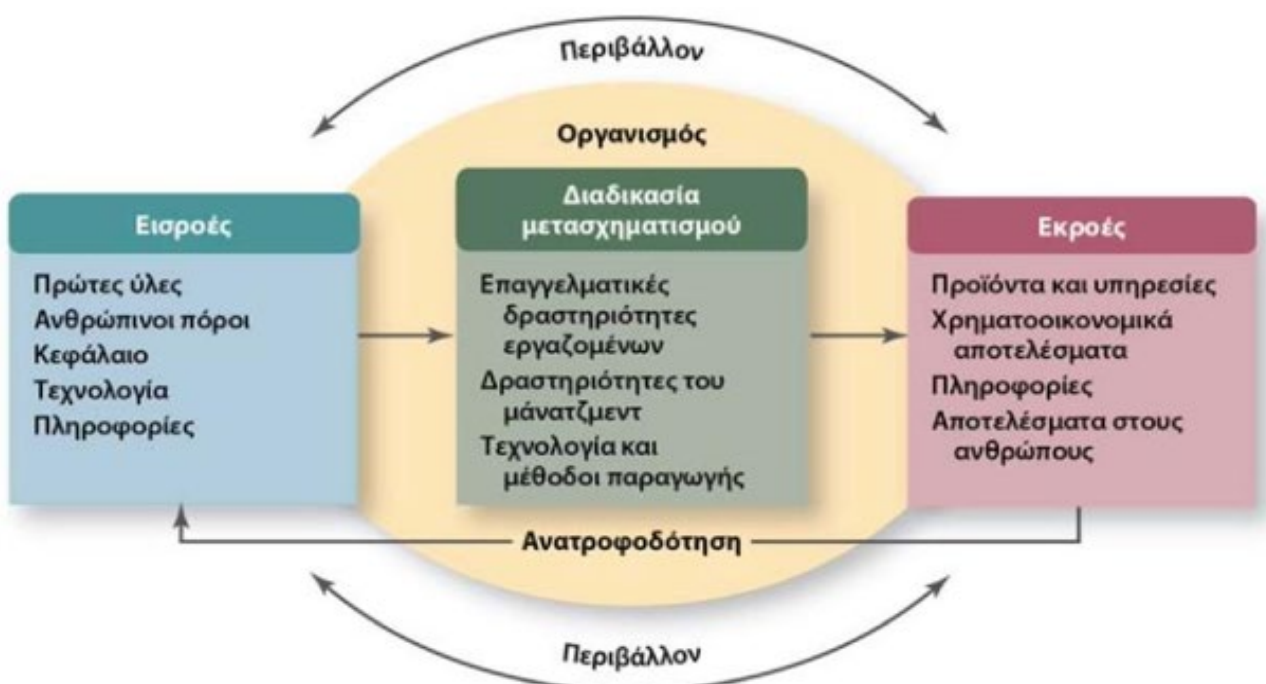 Περιβάλλον
Οργανισμός
Εισροές
Πρώτες ύλες
Ανθρώπινοι πόροι
Κεφάλαιο
Τεχνολογία
Πληροφορίες
Διαδικασία
μετασχηματισμού
Επαγγελματικές
δραστηριότητες
εργαζομένων
Δραστηριότητες του
μάνατζμεντ
Τεχνολογία και
μέθοδοι παραγωγής
Εκροές
Προϊόντα και υπηρεσίες
Χρηματοοικονομικά
αποτελέσματα
Πληροφορίες
Αποτελέσματα στους
ανθρώπους
Ανατροφοδότηση
Περιβάλλον